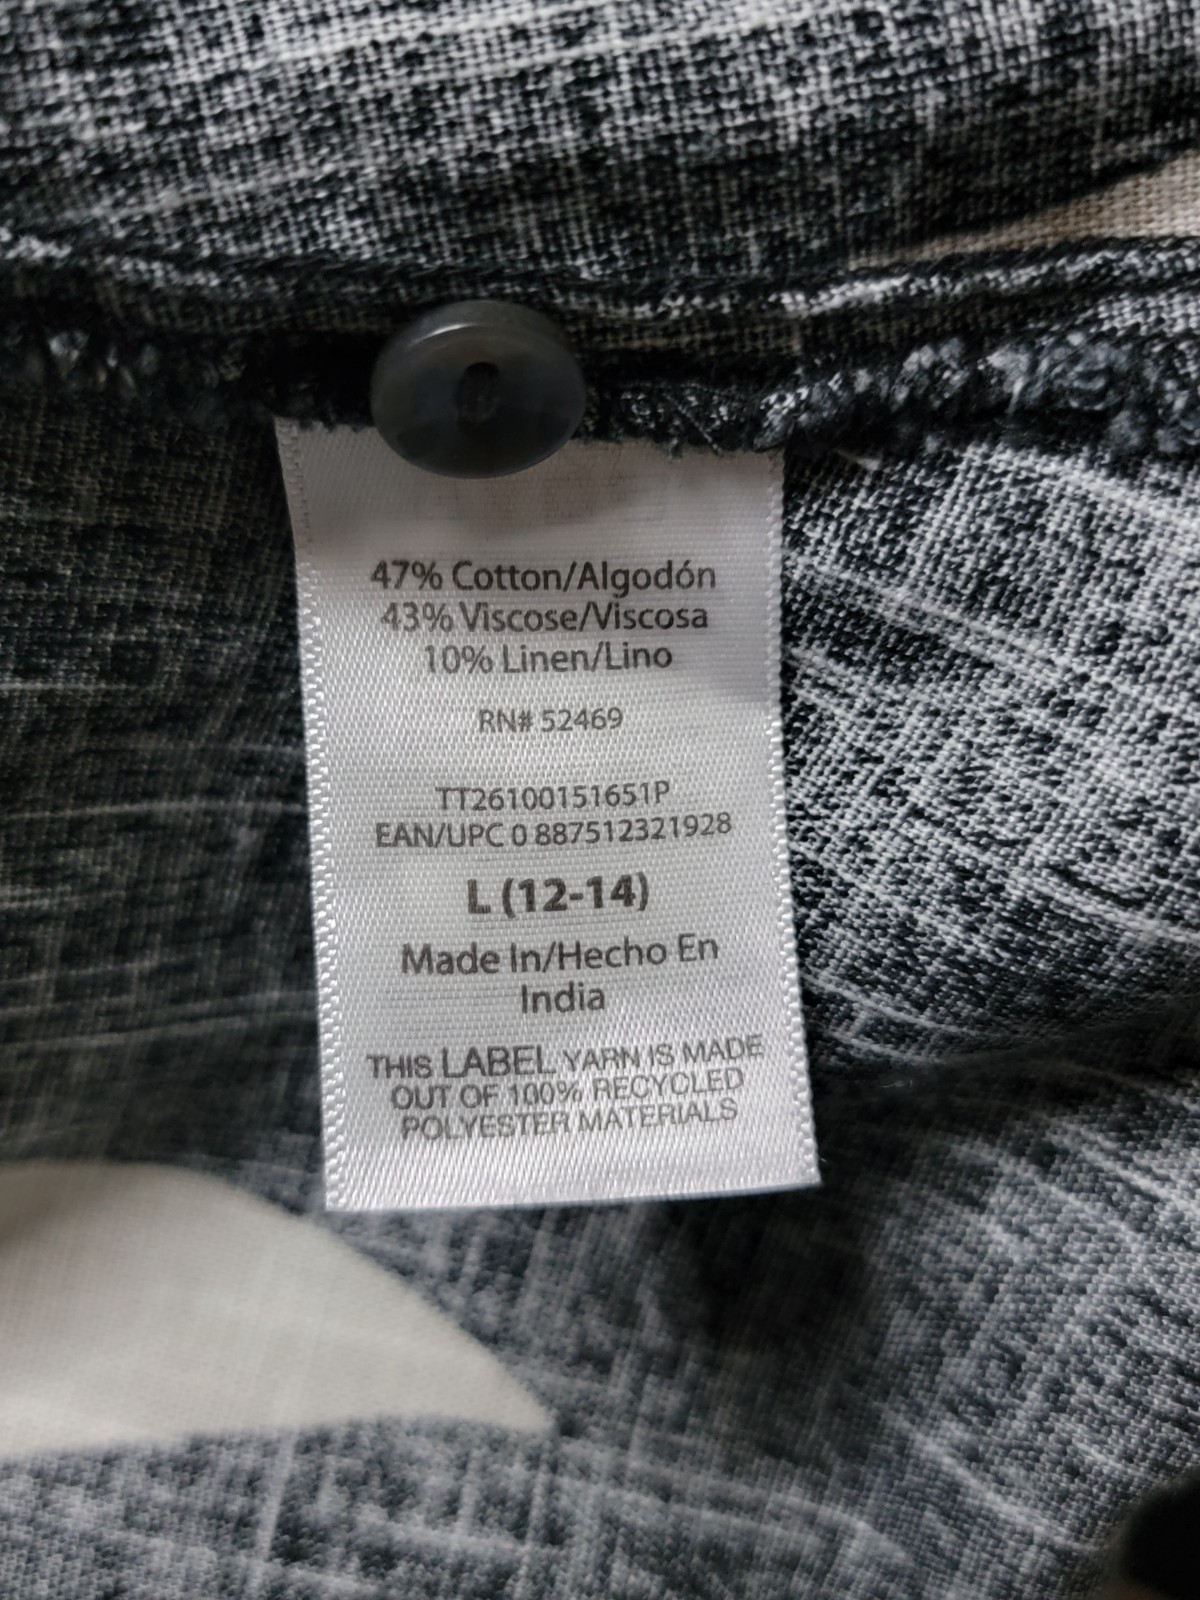 47% Cotton/Algodón
43% Viscose/Viscosa
10% Linen/Lino
RN# 52469
TT26100151651P
EAN/UPC 0 887512321928
L (12-14)
Made In/Hecho En
India
THIS LABEL YARN IS MADE
OUT OF 100% RECYCLED
POLYESTER MATERIALS